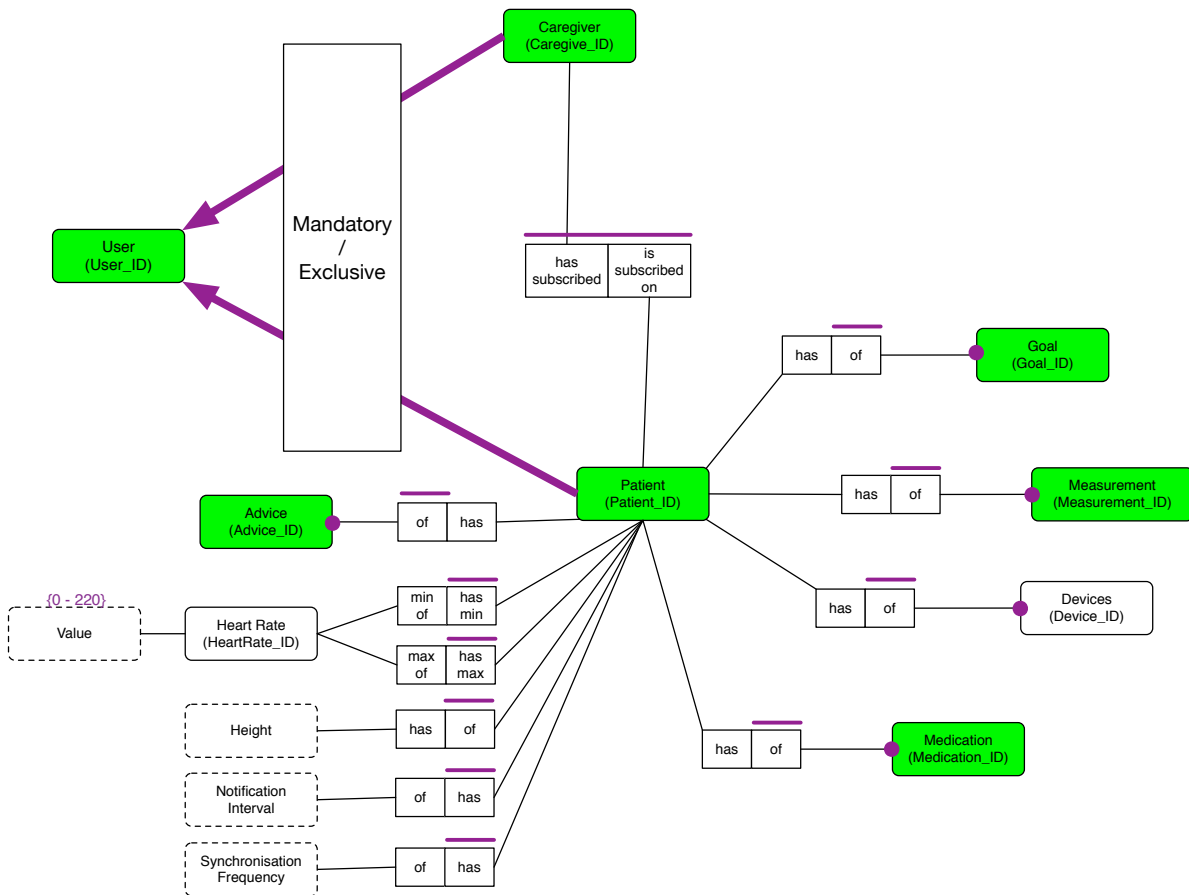 Caregiver
(Caregive_ID)
Mandatory
/
Exclusive
User
(User_ID)
has
subscribed
is
subscribed
on
has
of
Goal
(Goal_ID)
Patient
(Patient_ID)
has
of
Measurement
(Measurement_ID)
Advice
(Advice_ID)
of
has
{0 - 220}
Value
Heart Rate
(HeartRate_ID)
min
of
has
min
max
of
has
max
has
of
Devices
(Device_ID)
Height
has
of
has
of
Medication
(Medication_ID)
Notification
Interval
of
has
Synchronisation
Frequency
of
has